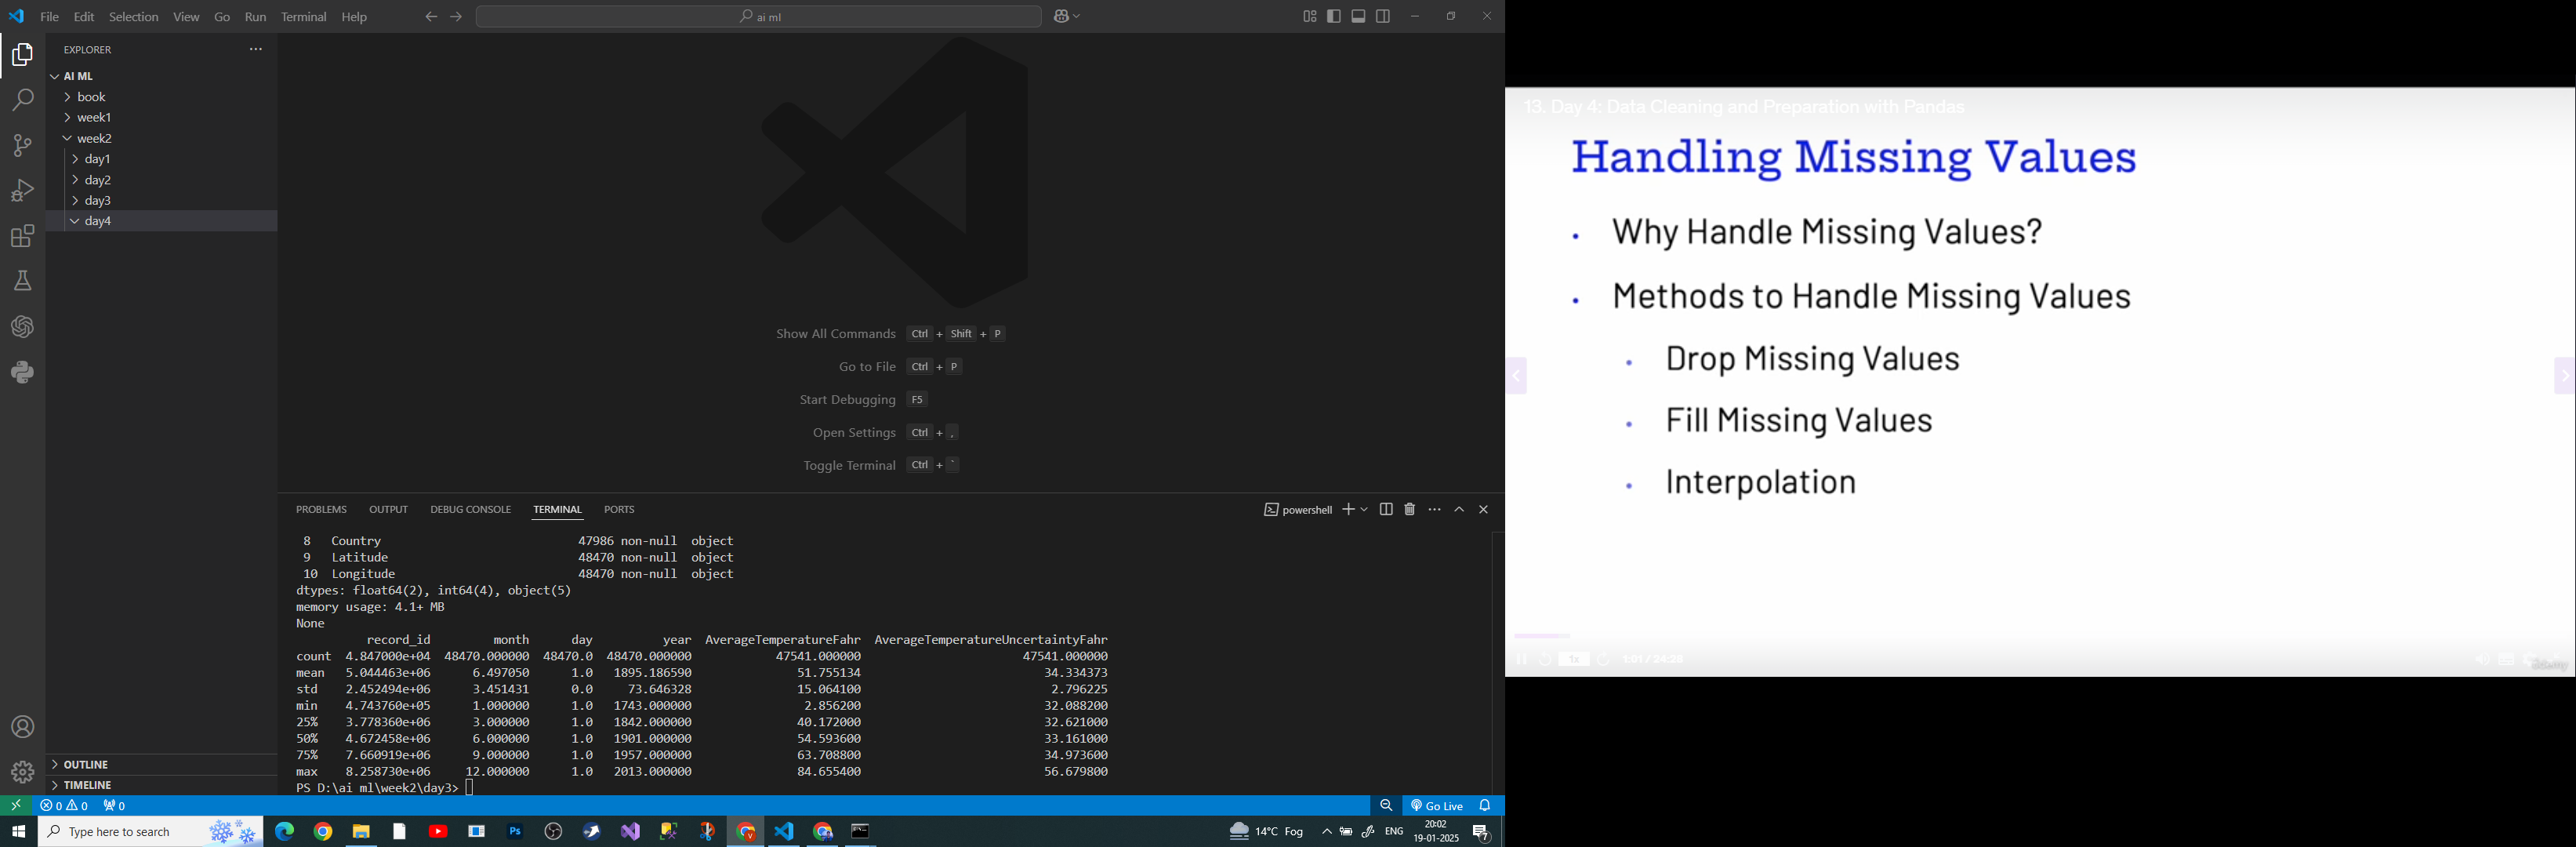 File Edit Selection View Go Run Terminal Help
ai ml
EXPLORER
AI ML
book
week1
week2
day1
day2
day3
day4
OUTLINE
TIMELINE
Show All Commands Ctrl + Shift + P
Go to File Ctrl + P
Start Debugging F5
Open Settings Ctrl + ,
Toggle Terminal Ctrl + `
PROBLEMS OUTPUT DEBUG CONSOLE TERMINAL PORTS
powershell
8 Country 47986 non-null object
9 Latitude 48470 non-null object
10 Longitude 48470 non-null object
dtypes: float64(2), int64(4), object(5)
memory usage: 4.1+ MB
None
record_id month day year AverageTemperatureFahr AverageTemperatureUncertaintyFahr
count 4.847000e+04 48470.000000 48470.0 48470.000000 47541.000000 47541.000000
mean 5.044463e+06 6.497050 1.0 1895.186590 51.755134 34.334373
std 2.452494e+06 3.451431 0.0 73.646328 15.064100 2.796225
min 4.743760e+05 1.000000 1.0 1743.000000 2.856200 32.088200
25% 3.778360e+06 3.000000 1.0 1842.000000 40.172000 32.621000
50% 4.672458e+06 6.000000 1.0 1901.000000 54.593600 33.161000
75% 7.660919e+06 9.000000 1.0 1957.000000 63.708800 34.973600
max 8.258730e+06 12.000000 1.0 2013.000000 84.655400 56.679800
PS D:\ai ml\week2\day3>
0 0 0
Go Live
Type here to search
Ps
14°C Fog
ENG
20:02
19-01-2025
7
13. Day 4: Data Cleaning and Preparation with Pandas
Handling Missing Values
• Why Handle Missing Values?
• Methods to Handle Missing Values
• Drop Missing Values
• Fill Missing Values
• Interpolation
1x
1:01 / 24:28
udemy